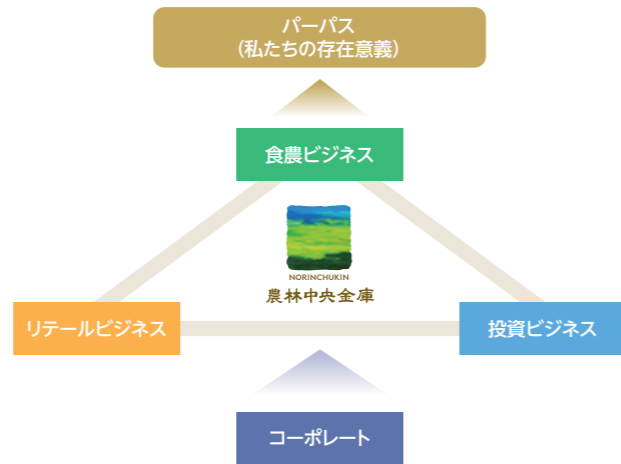 パーパス
(私たちの存在意義)
食農ビジネス
NORINCHUKIN
農林中央金庫
リテールビジネス
投資ビジネス
コーポレート